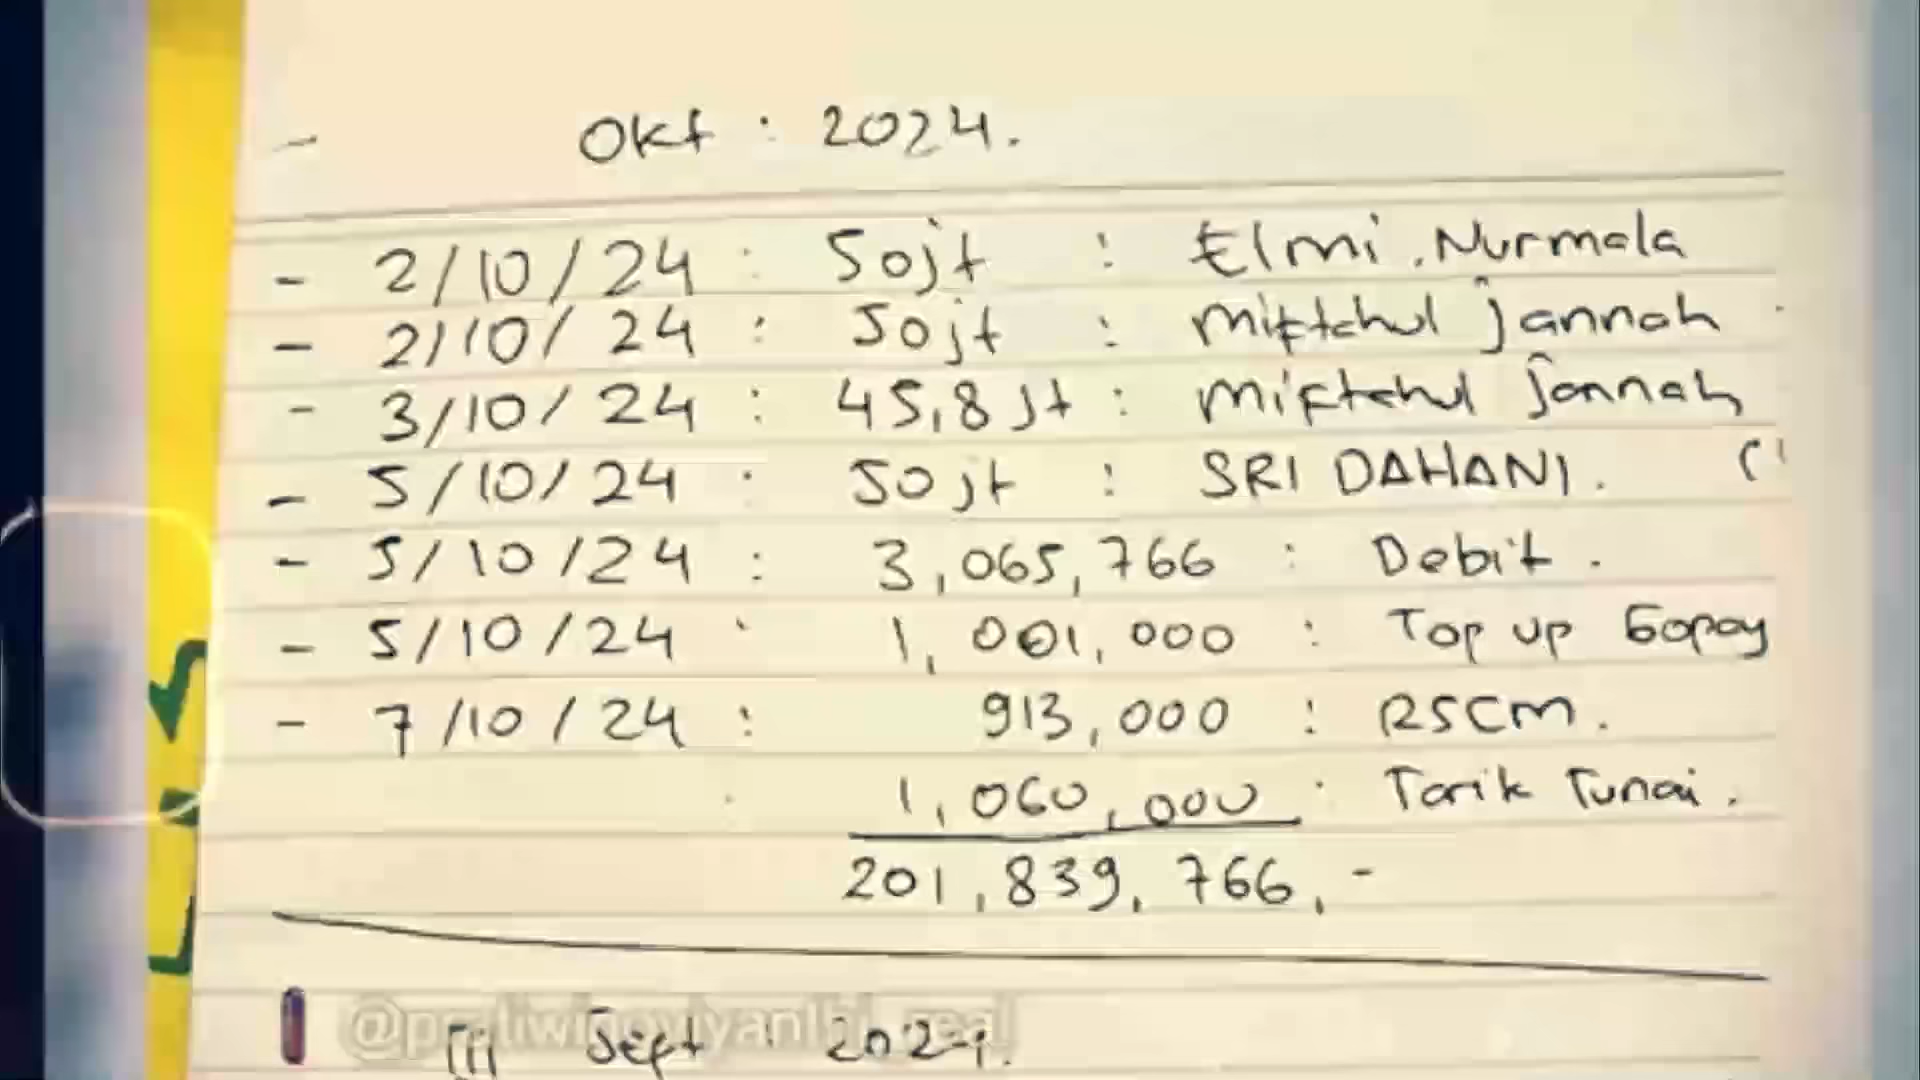 - Okt : 2024.
- 2/10/24 : 50jt : Elmi. Nurmala
- 2/10/24 : 50jt : Miftahul Jannah
- 3/10/24 : 45,8 jt : Miftahul Jannah
- 5/10/24 : 50jt : SRI DAHANI.
- 5/10/24 : 3,065,766 : Debit.
- 5/10/24 : 1,001,000 : Top up Gopay
- 7/10/24 : 913,000 : RSCM.
: 1,060,000 : Tarik Tunai.
201,839,766,-
Sept : 2024.